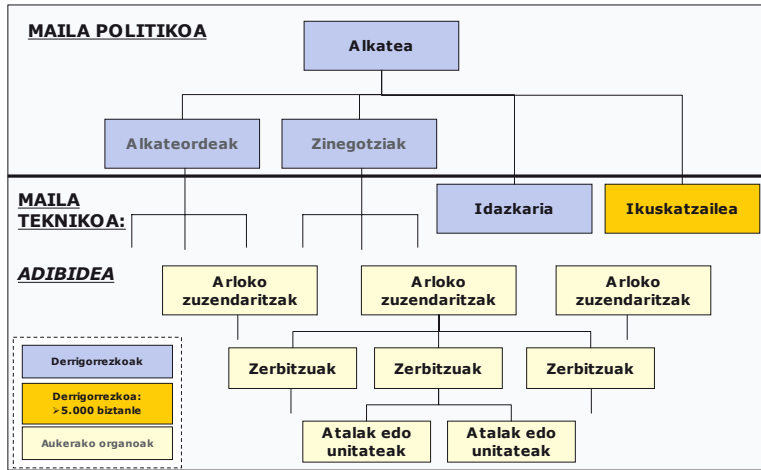 MAILA POLITIKOA
Alkatea
Alkateordeak
Zinegotziak
MAILA
TEKNIKOA:
Idazkaria
Ikuskatzailea
ADIBIDEA
Arloko
zuzendaritzak
Arloko
zuzendaritzak
Arloko
zuzendaritzak
Zerbitzuak
Zerbitzuak
Zerbitzuak
Atalak edo
unitateak
Atalak edo
unitateak
Derrigorrezkoak
Derrigorrezkoa:
➢5.000 biztanle
Aukerako organoak